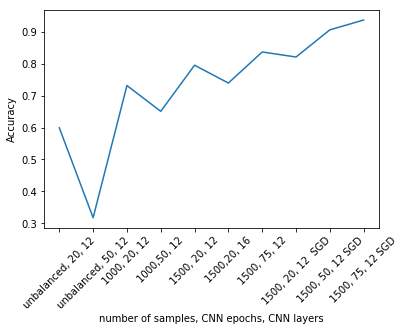 0.9
0.8
0.7
0.6
0.5
0.4
0.3
Accuracy
unbalanced, 20, 12
unbalanced, 50, 12
1000, 20, 12
1000,50, 12
1500, 20, 12
1500,20, 16
1500, 75, 12
1500, 20, 12 SGD
1500, 50, 12 SGD
1500, 75, 12 SGD
number of samples, CNN epochs, CNN layers